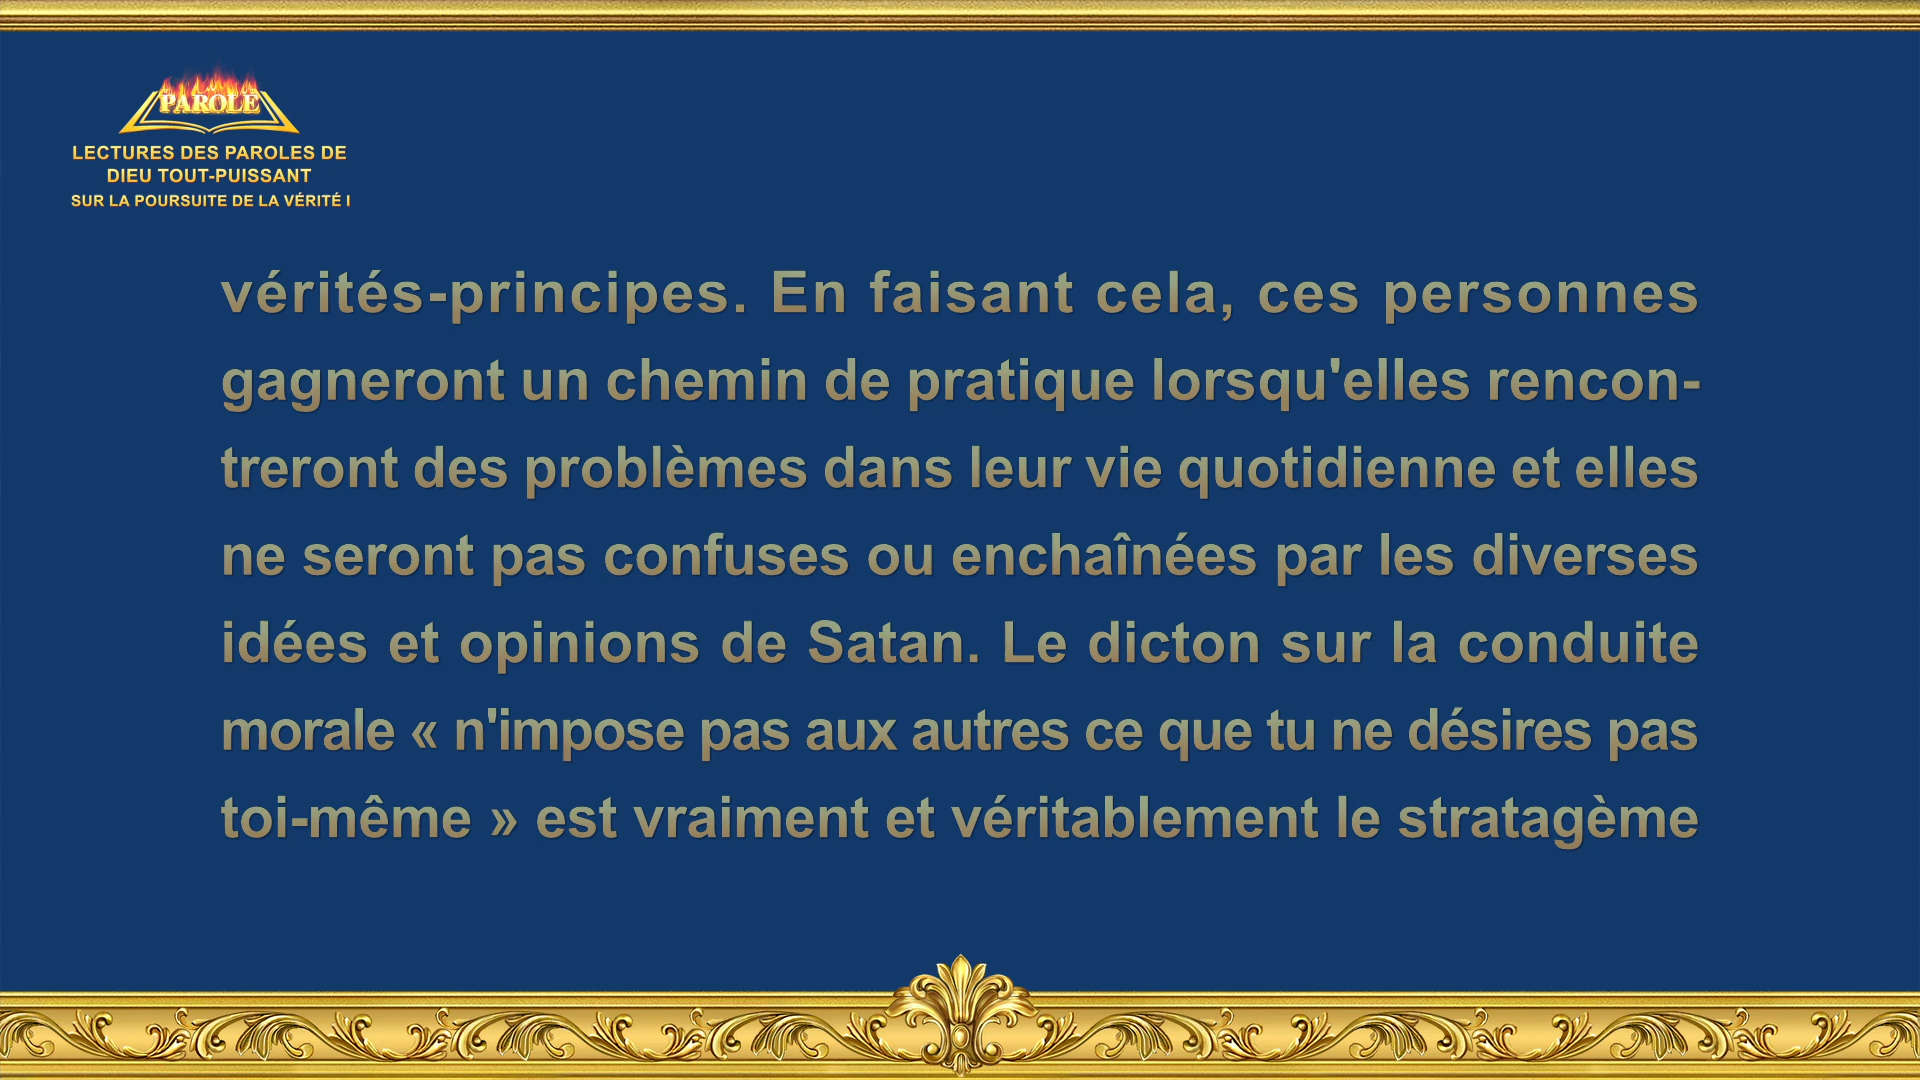 PAROLE
LECTURES DES PAROLES DE
DIEU TOUT-PUISSANT
SUR LA POURSUITE DE LA VÉRITÉ I
vérités-principes. En faisant cela, ces personnes
gagneront un chemin de pratique lorsqu'elles rencon-
treront des problèmes dans leur vie quotidienne et elles
ne seront pas confuses ou enchaînées par les diverses
idées et opinions de Satan. Le dicton sur la conduite
morale « n'impose pas aux autres ce que tu ne désires pas
toi-même » est vraiment et véritablement le stratagème